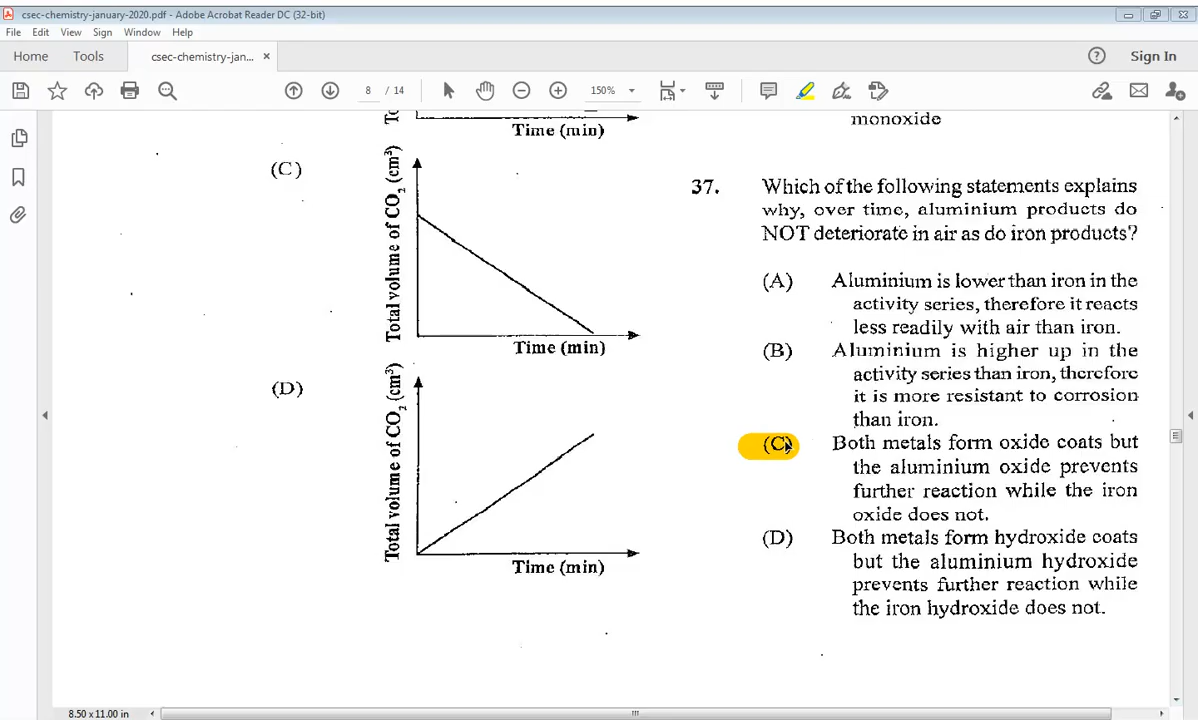 csec-chemistry-january-2020.pdf - Adobe Acrobat Reader DC (32-bit)
File Edit View Sign Window Help
Home Tools csec-chemistry-jan... × Sign In
8 / 14 150%
Time (min)
(C)
Total volume of CO2 (cm3)
Time (min)
(D)
Total volume of CO2 (cm3)
Time (min)
monoxide
37. Which of the following statements explains
why, over time, aluminium products do
NOT deteriorate in air as do iron products?
(A) Aluminium is lower than iron in the
activity series, therefore it reacts
less readily with air than iron.
(B) Aluminium is higher up in the
activity series than iron, therefore
it is more resistant to corrosion
than iron.
(C) Both metals form oxide coats but
the aluminium oxide prevents
further reaction while the iron
oxide does not.
(D) Both metals form hydroxide coats
but the aluminium hydroxide
prevents further reaction while
the iron hydroxide does not.
8.50 x 11.00 in